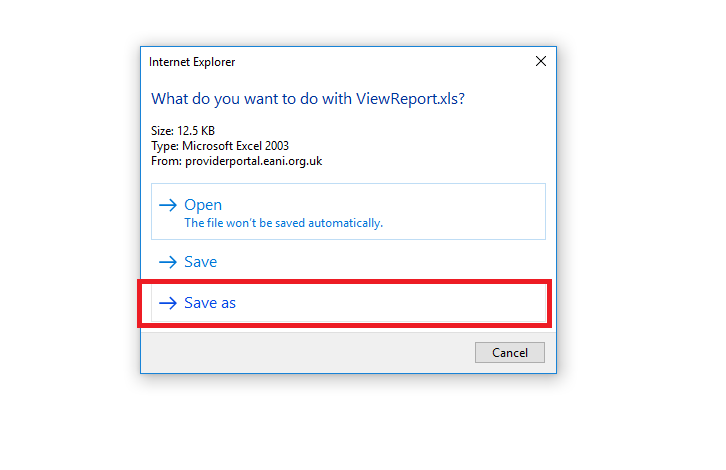 Internet Explorer
What do you want to do with ViewReport.xls?
Size: 12.5 KB
Type: Microsoft Excel 2003
From: providerportal.eani.org.uk
Open
The file won't be saved automatically.
Save
Save as
Cancel